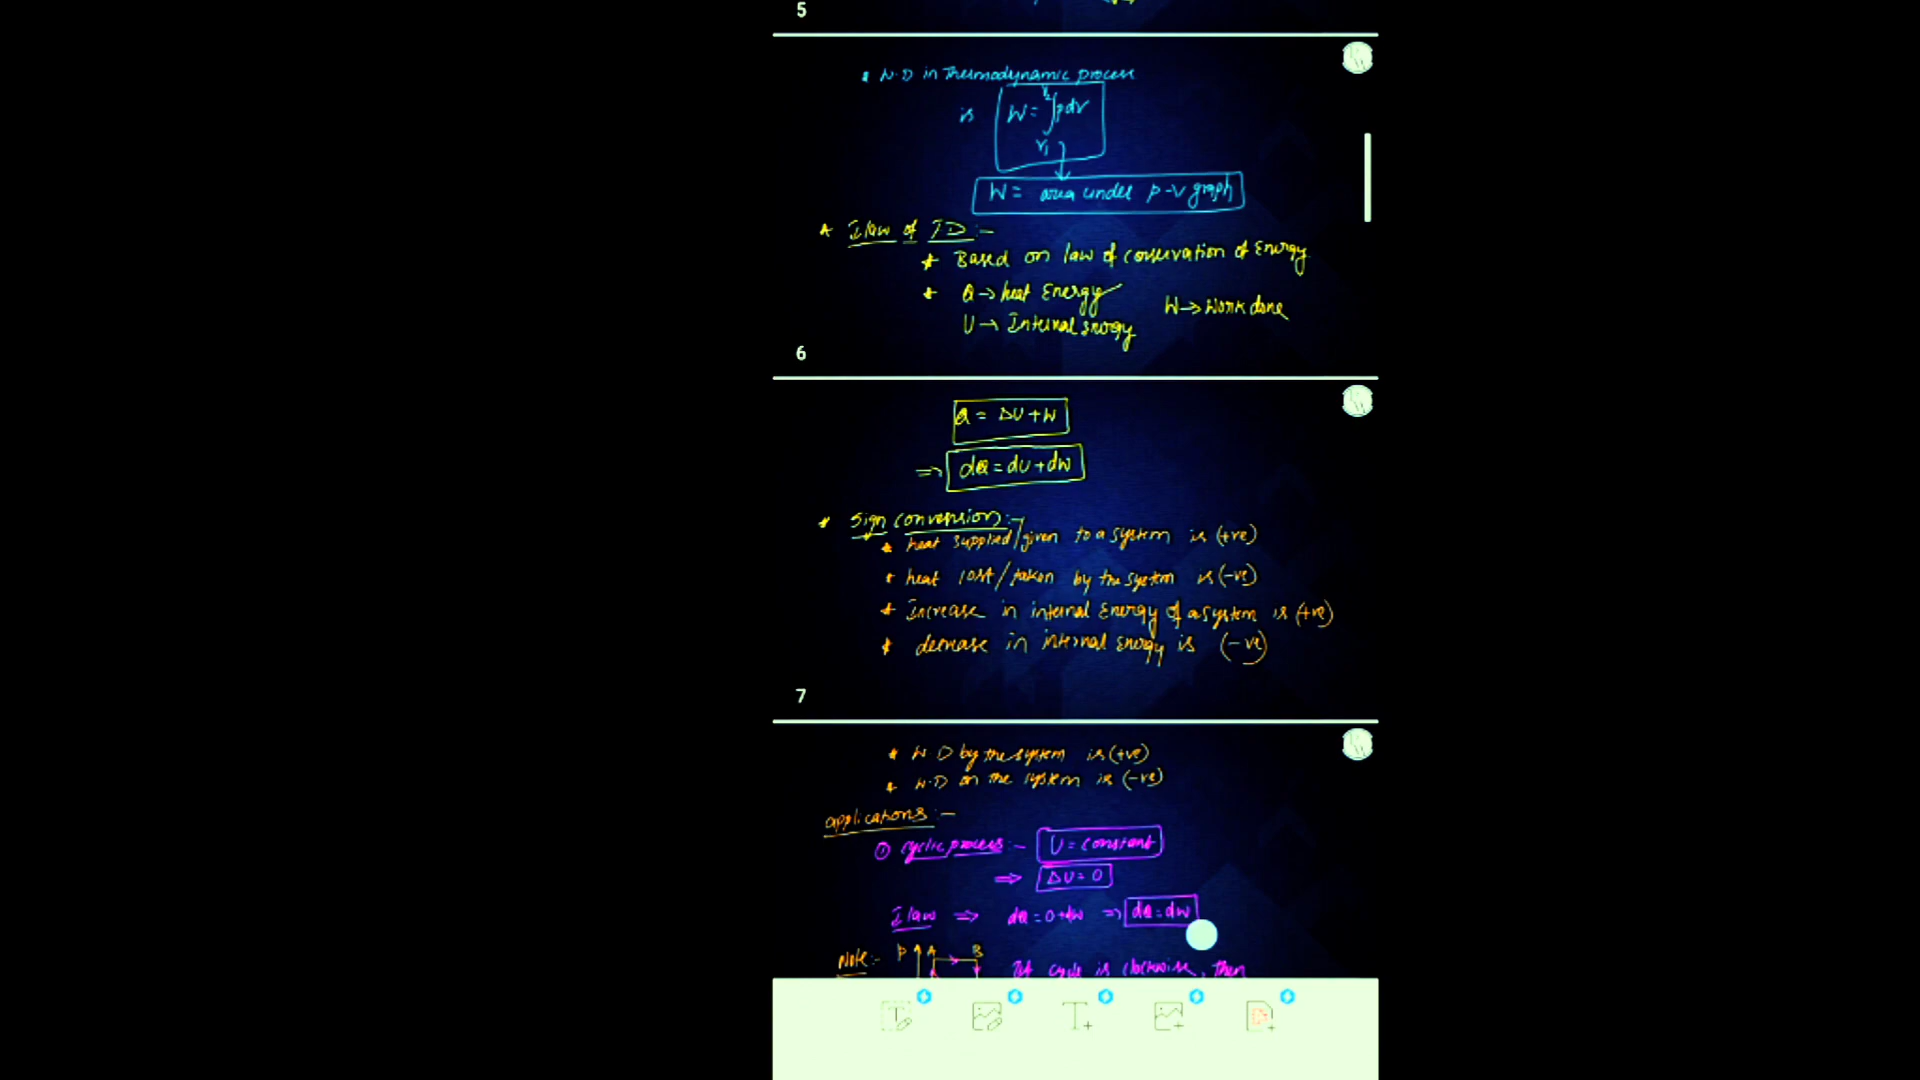 5
* W.D in Thermodynamic process
is W = ∫pdv
V2
V1
W = area under P-V graph
* I law of TD :-
* Based on law of conservation of Energy
* Q → heat Energy
W → Work done
U → Internal energy
6
Q = ΔU + W
⇒ dQ = dU + dW
* Sign Conversion :-
* heat supplied/given to a system is (+ve)
* heat lost/taken by the system is (-ve)
* Increase in internal Energy of a system is (+ve)
* decrease in internal Energy is (-ve)
7
* W.D by the system is (+ve)
* W.D on the system is (-ve)
applications :-
① cyclic process :- U = constant
⇒ ΔU = 0
I law ⇒ dQ = 0 + dW ⇒ dQ = dW
Note :- P A B
If cycle is clockwise, then